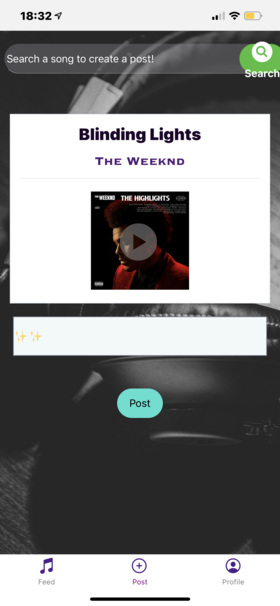 18:32
Search a song to create a post!
Search
Blinding Lights
The Weeknd
THE WEEKND THE HIGHLIGHTS
✨✨
Post
Feed Post Profile